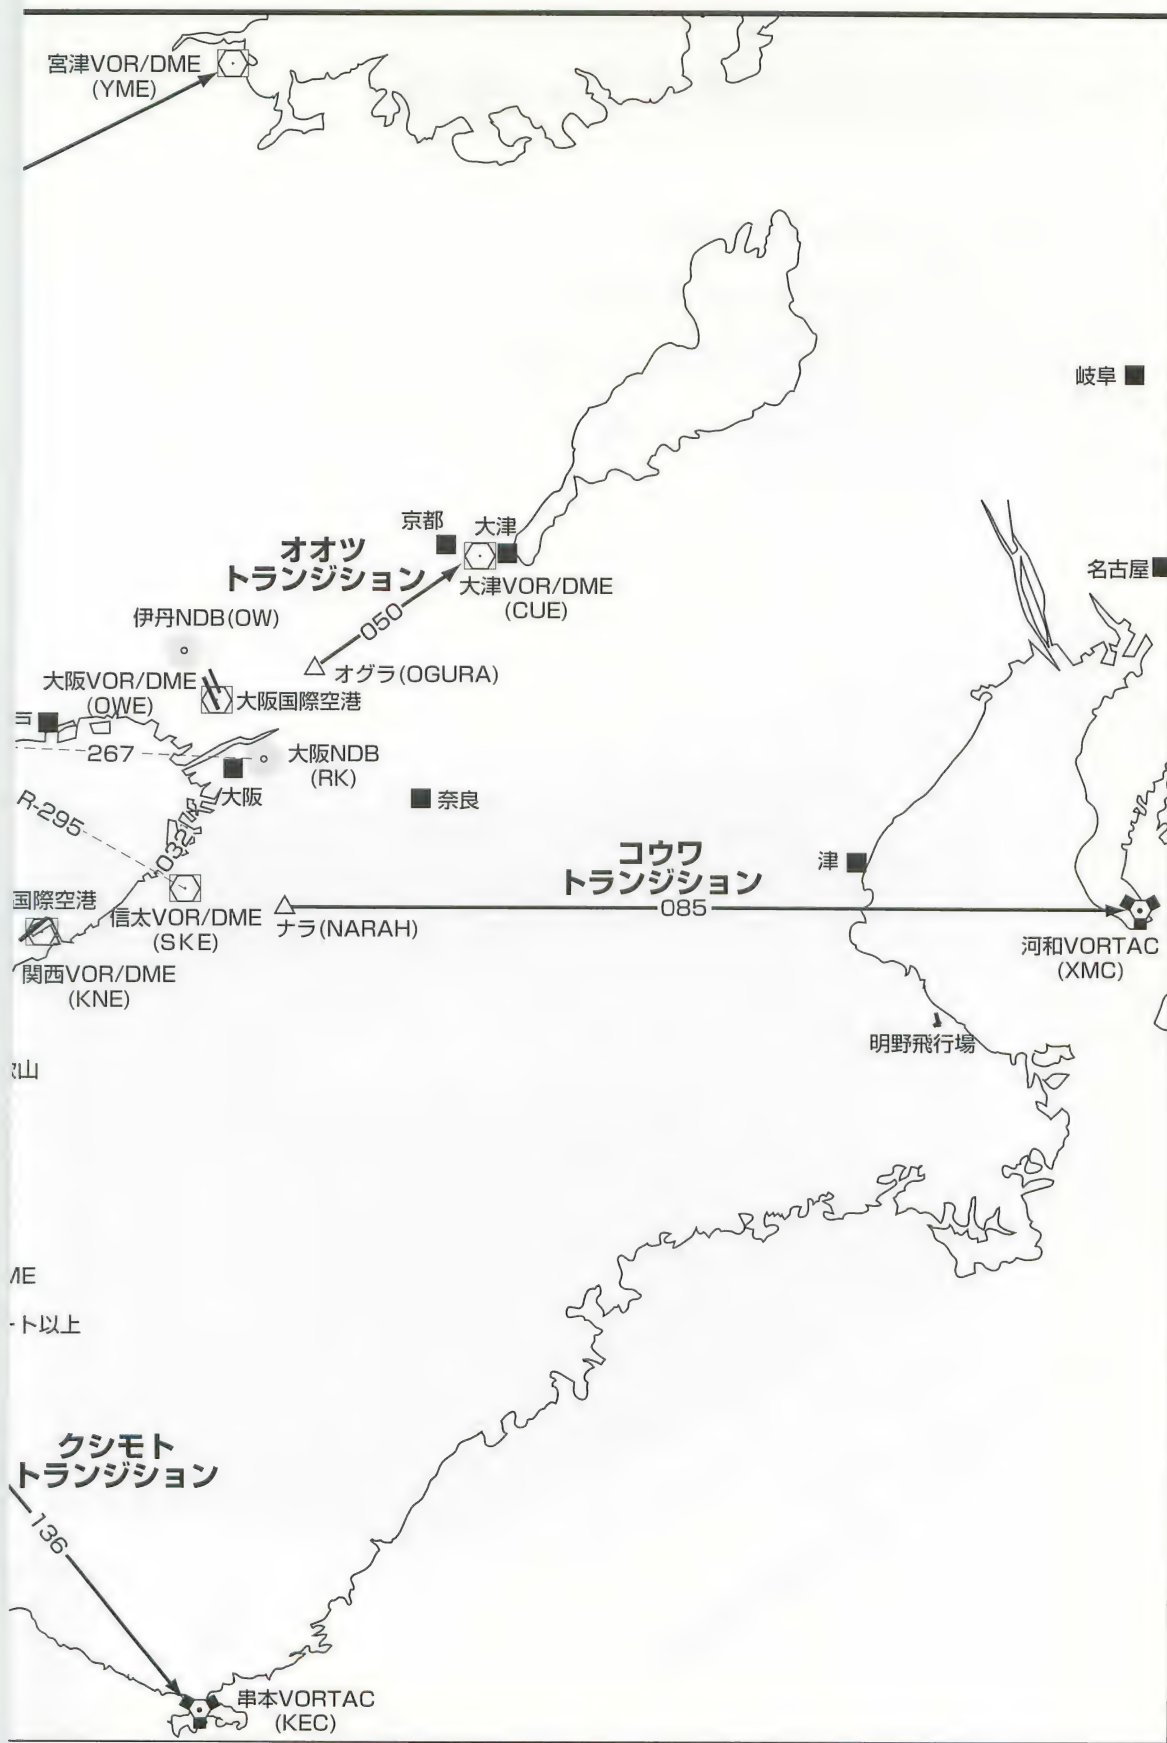 宮津VOR/DME
(YME)
岐阜
京都
大津
オオツ
トランジション
大津VOR/DME
(CUE)
名古屋
050
伊丹NDB(OW)
オグラ(OGURA)
大阪VOR/DME
(OWE)
大阪国際空港
267
大阪NDB
(RK)
大阪
奈良
R-295
032
コウワ
トランジション
津
国際空港
信太VOR/DME
(SKE)
ナラ(NARAH)
085
河和VORTAC
(XMC)
関西VOR/DME
(KNE)
明野飛行場
山
ME
ト以上
クシモト
トランジション
136
串本VORTAC
(KEC)